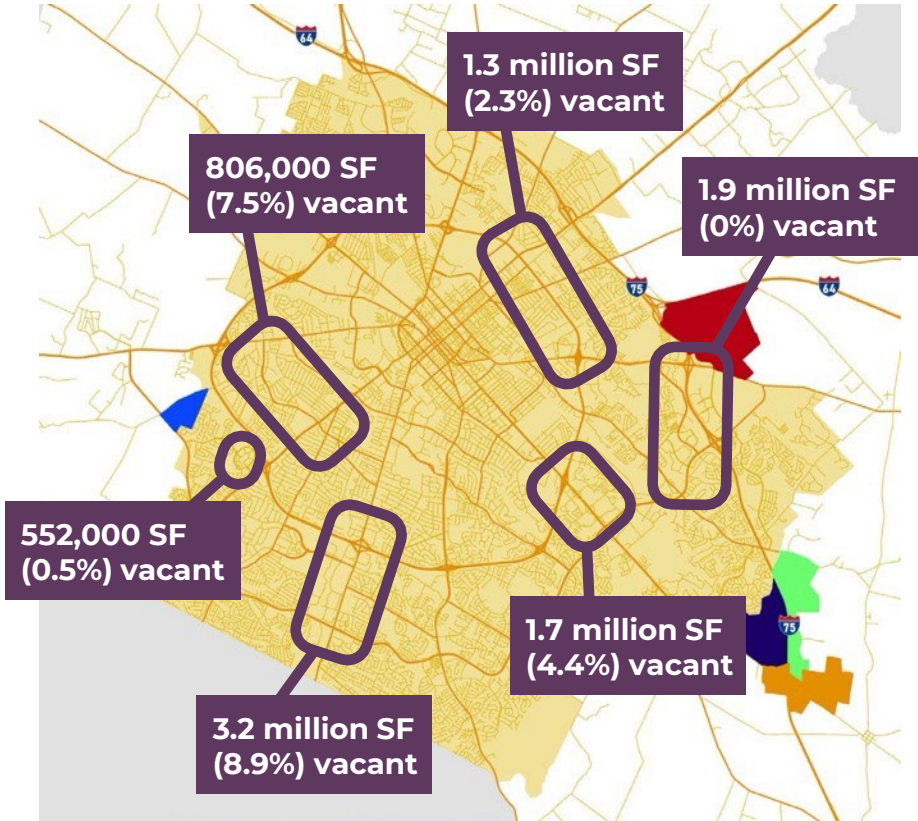 64
1.3 million SF
(2.3%) vacant
806,000 SF
(7.5%) vacant
1.9 million SF
(0%) vacant
75
64
552,000 SF
(0.5%) vacant
1.7 million SF
(4.4%) vacant
75
3.2 million SF
(8.9%) vacant